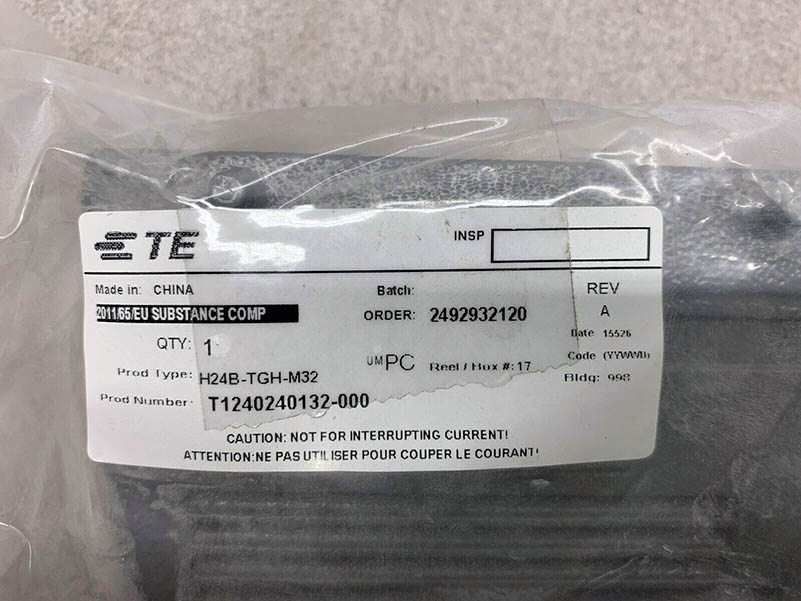 TE
INSP
Made in: CHINA
Batch:
REV
2011/65/EU SUBSTANCE COMP
ORDER: 2492932120
A
Date 15526
QTY: 1
UM PC
Reel / Box #: 17
Code (YYWWD)
Prod Type: H24B-TGH-M32
Bldg: 998
Prod Number: T1240240132-000
CAUTION: NOT FOR INTERRUPTING CURRENT!
ATTENTION:NE PAS UTILISER POUR COUPER LE COURANT!